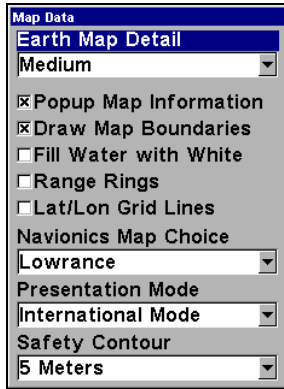 Map Data
Earth Map Detail
Medium
Popup Map Information
Draw Map Boundaries
Fill Water with White
Range Rings
Lat/Lon Grid Lines
Navionics Map Choice
Lowrance
Presentation Mode
International Mode
Safety Contour
5 Meters